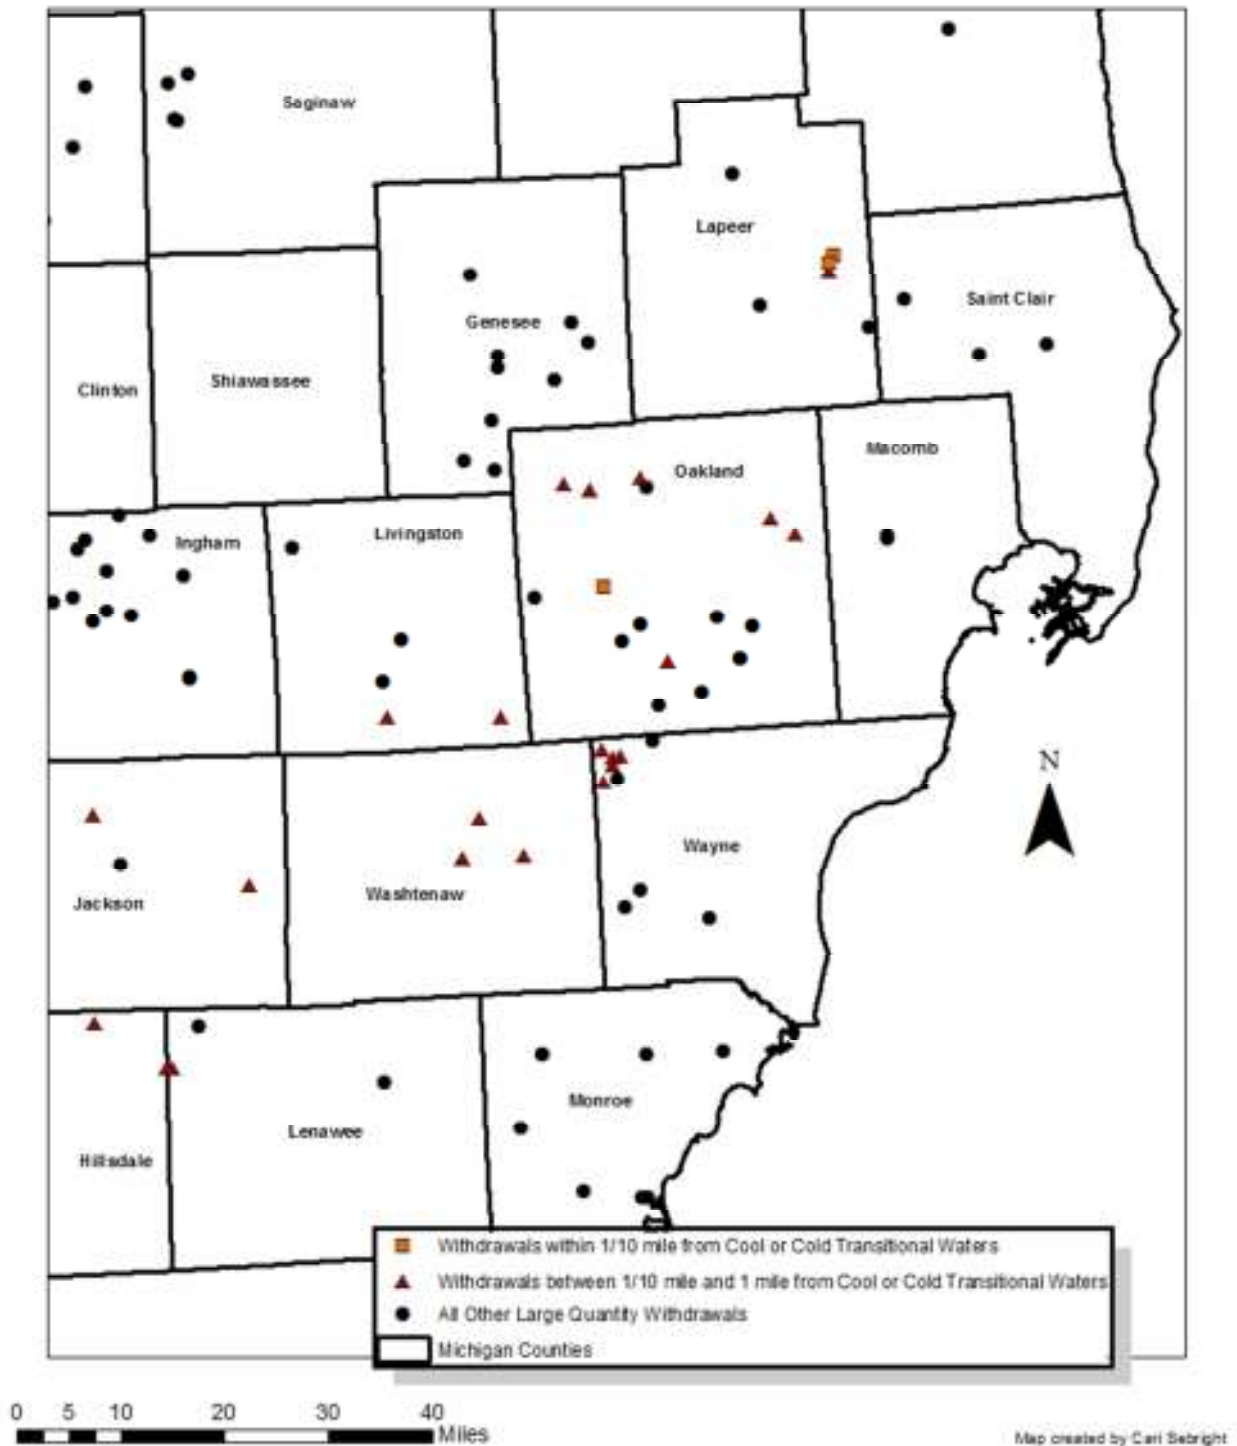 Saginaw
Lapeer
Saint Clair
Genesee
Shiawassee
Clinton
Macomb
Oakland
Livingston
Ingham
N
Wayne
Washtenaw
Jackson
Monroe
Lenawee
Hillsdale
Withdrawals within 1/10 mile from Cool or Cold Transitional Waters
Withdrawals between 1/10 mile and 1 mile from Cool or Cold Transitional Waters
All Other Large Quantity Withdrawals
Michigan Counties
0 5 10 20 30 40
Miles
Map created by Cari Sebright